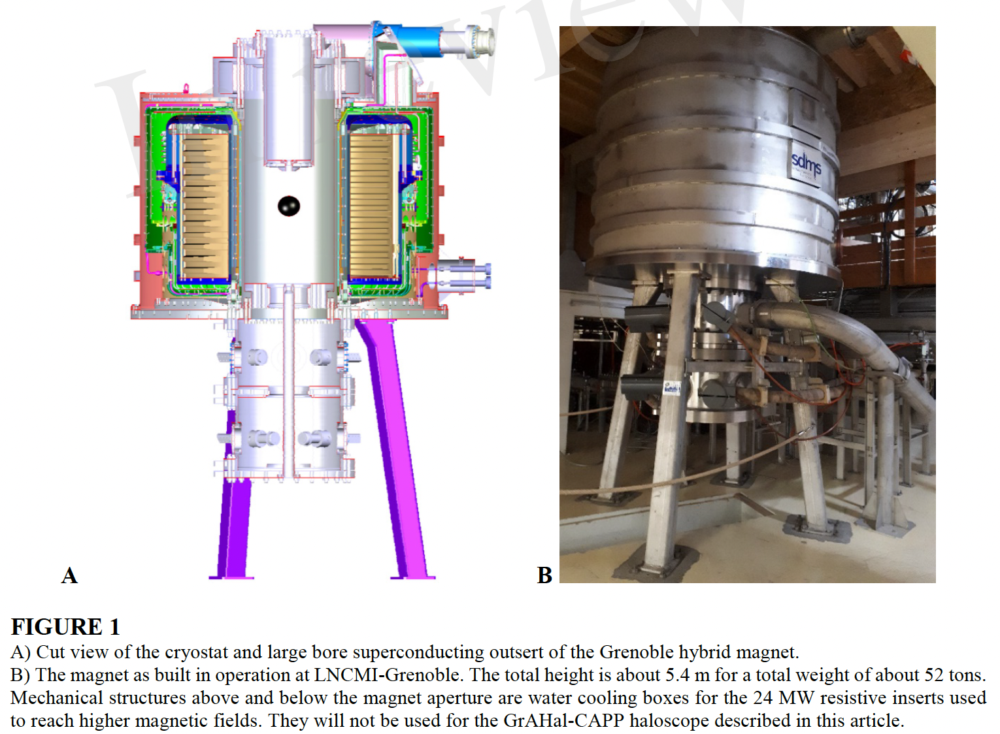 In review
sdms
A
B
FIGURE 1
A) Cut view of the cryostat and large bore superconducting outsert of the Grenoble hybrid magnet.
B) The magnet as built in operation at LNCMI-Grenoble. The total height is about 5.4 m for a total weight of about 52 tons.
Mechanical structures above and below the magnet aperture are water cooling boxes for the 24 MW resistive inserts used
to reach higher magnetic fields. They will not be used for the GrAHal-CAPP haloscope described in this article.